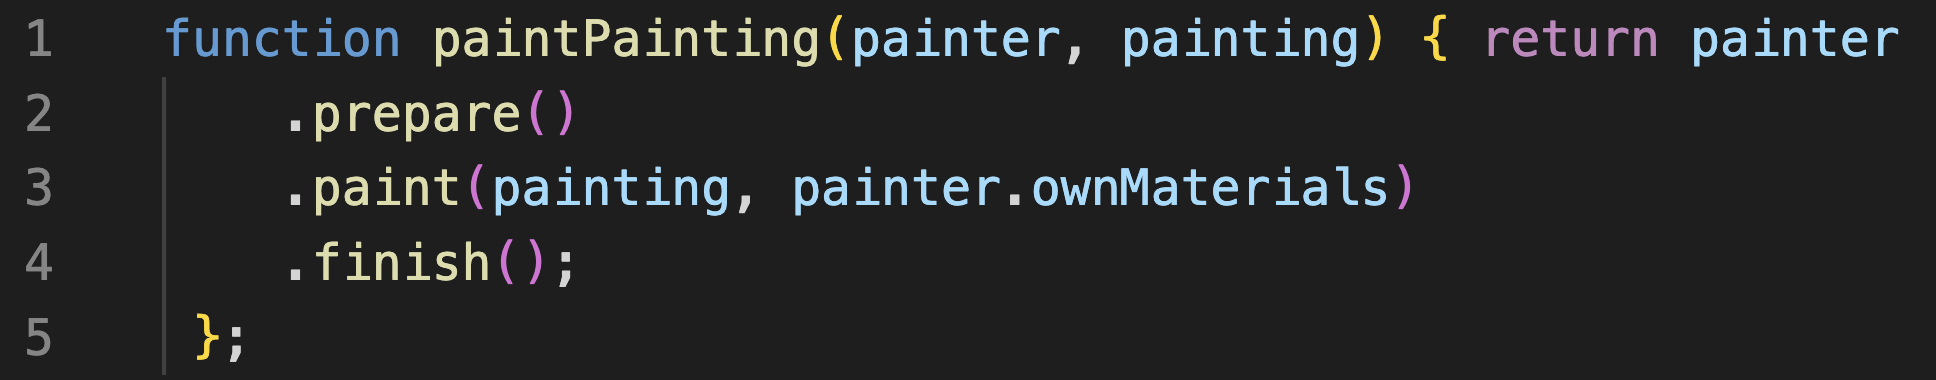 1 function paintPainting(painter, painting) { return painter
2 .prepare()
3 .paint(painting, painter.ownMaterials)
4 .finish();
5 };